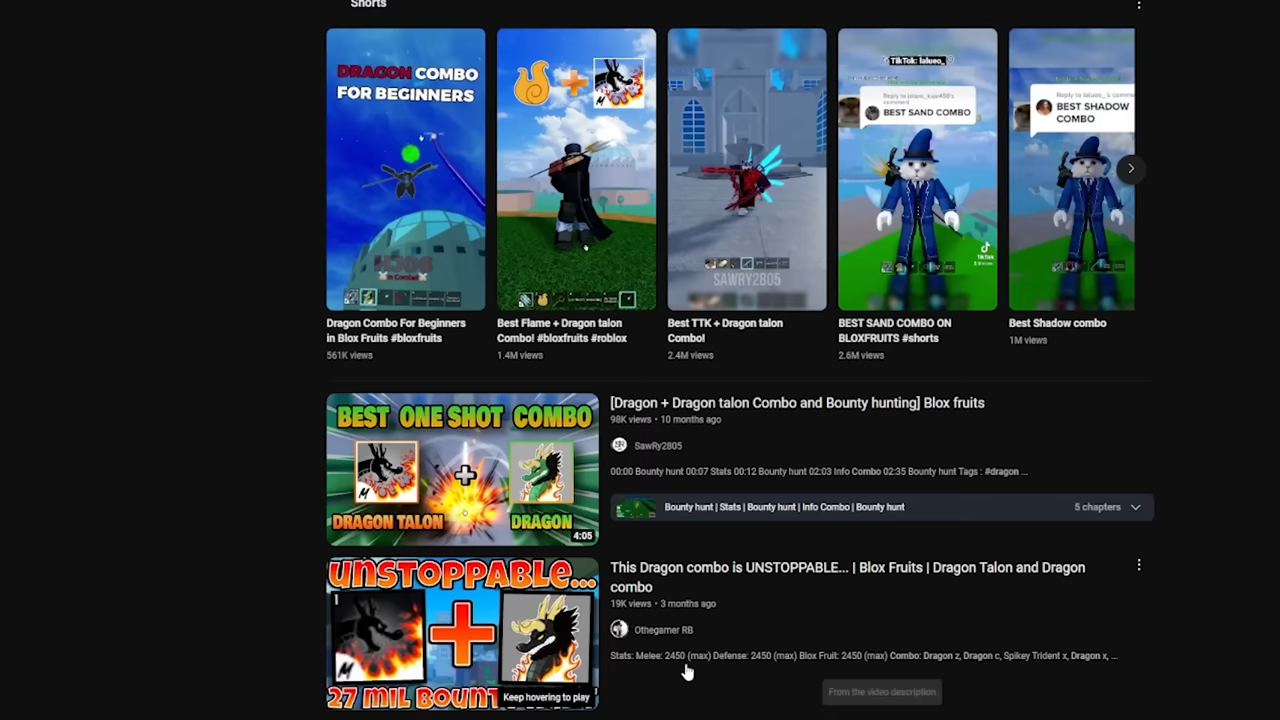 Shorts
DRAGON COMBO
FOR BEGINNERS
TikTok: lalueo_
BEST SAND COMBO
BEST SHADOW
COMBO
SAWRY2805
TikTok
Dragon Combo For Beginners
in Blox Fruits #bloxfruits
561K views
Best Flame + Dragon talon
Combo! #bloxfruits #roblox
1.4M views
Best TTK + Dragon talon
Combo!
2.4M views
BEST SAND COMBO ON
BLOXFRUITS #shorts
2.6M views
Best Shadow combo
1M views
BEST ONE SHOT COMBO
M
DRAGON TALON
DRAGON
4:05
[Dragon + Dragon talon Combo and Bounty hunting] Blox fruits
98K views • 10 months ago
SawRy2805
00:00 Bounty hunt 00:07 Stats 00:12 Bounty hunt 02:03 Info Combo 02:35 Bounty hunt Tags : #dragon ...
Bounty hunt | Stats | Bounty hunt | Info Combo | Bounty hunt
5 chapters
UNSTOPPABLE...
M
27 MIL BOUNT
Keep hovering to play
This Dragon combo is UNSTOPPABLE... | Blox Fruits | Dragon Talon and Dragon
combo
19K views • 3 months ago
Othegamer RB
Stats: Melee: 2450 (max) Defense: 2450 (max) Blox Fruit: 2450 (max) Combo: Dragon z, Dragon c, Spikey Trident x, Dragon x, ...
From the video description